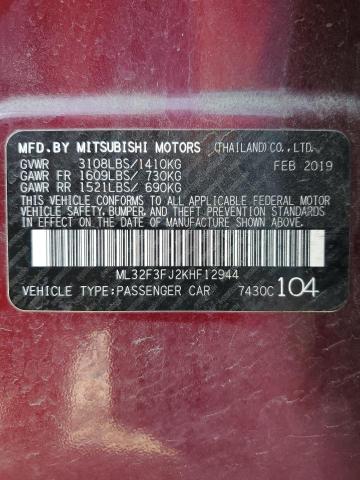 MFD.BY MITSUBISHI MOTORS (THAILAND)CO.,LTD.
GVWR 3108LBS/1410KG FEB 2019
GAWR FR 1609LBS/ 730KG
GAWR RR 1521LBS/ 690KG
THIS VEHICLE CONFORMS TO ALL APPLICABLE FEDERAL MOTOR
VEHICLE SAFETY, BUMPER, AND THEFT PREVENTION STANDARDS
IN EFFECT ON THE DATE OF MANUFACTURE SHOWN ABOVE.
ML32F3FJ2KHF12944
VEHICLE TYPE:PASSENGER CAR 7430C 104